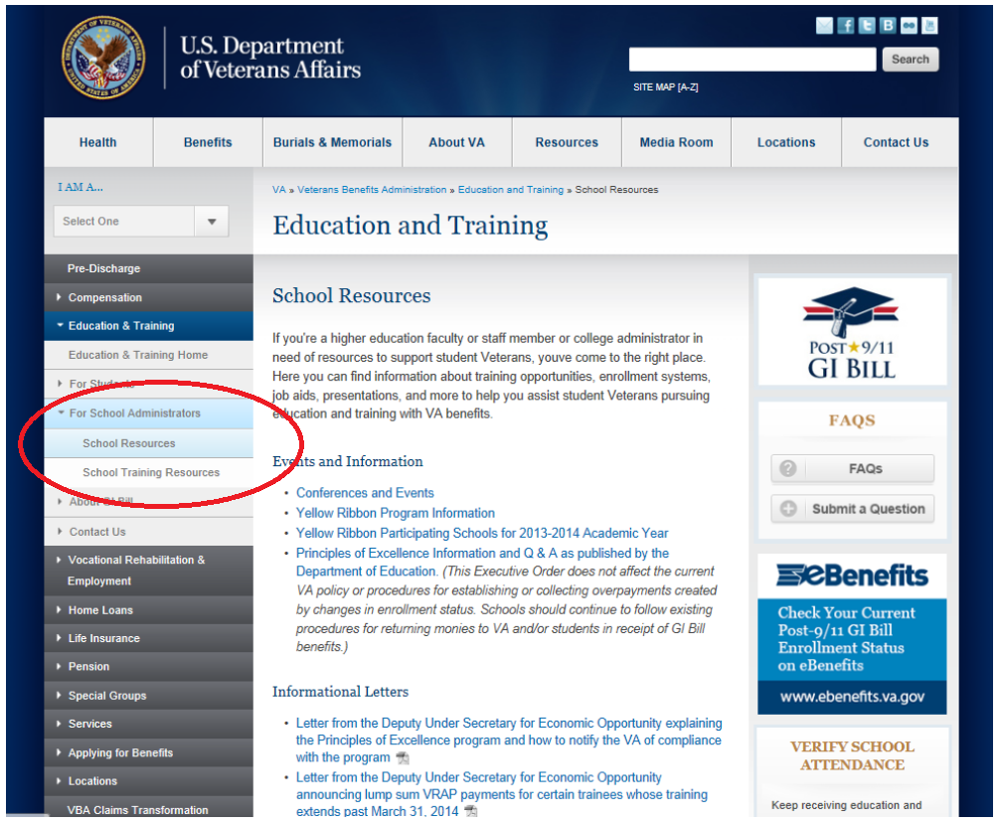 U.S. Department
of Veterans Affairs
Search
SITE MAP [A-Z]
Health
Benefits
Burials & Memorials
About VA
Resources
Media Room
Locations
Contact Us
I AM A...
Select One
VA » Veterans Benefits Administration » Education and Training » School Resources
Education and Training
Pre-Discharge
Compensation
Education & Training
Education & Training Home
For Students
For School Administrators
School Resources
School Training Resources
About GI Bill
Contact Us
Vocational Rehabilitation &
Employment
Home Loans
Life Insurance
Pension
Special Groups
Services
Applying for Benefits
Locations
VBA Claims Transformation
School Resources
If you're a higher education faculty or staff member or college administrator in
need of resources to support student Veterans, youve come to the right place.
Here you can find information about training opportunities, enrollment systems,
job aids, presentations, and more to help you assist student Veterans pursuing
education and training with VA benefits.
Events and Information
• Conferences and Events
• Yellow Ribbon Program Information
• Yellow Ribbon Participating Schools for 2013-2014 Academic Year
• Principles of Excellence Information and Q & A as published by the
Department of Education. (This Executive Order does not affect the current
VA policy or procedures for establishing or collecting overpayments created
by changes in enrollment status. Schools should continue to follow existing
procedures for returning monies to VA and/or students in receipt of GI Bill
benefits.)
Informational Letters
• Letter from the Deputy Under Secretary for Economic Opportunity explaining
the Principles of Excellence program and how to notify the VA of compliance
with the program
• Letter from the Deputy Under Secretary for Economic Opportunity
announcing lump sum VRAP payments for certain trainees whose training
extends past March 31, 2014
POST★9/11
GI BILL
FAQS
FAQs
Submit a Question
eBenefits
Check Your Current
Post-9/11 GI Bill
Enrollment Status
on eBenefits
www.ebenefits.va.gov
VERIFY SCHOOL
ATTENDANCE
Keep receiving education and